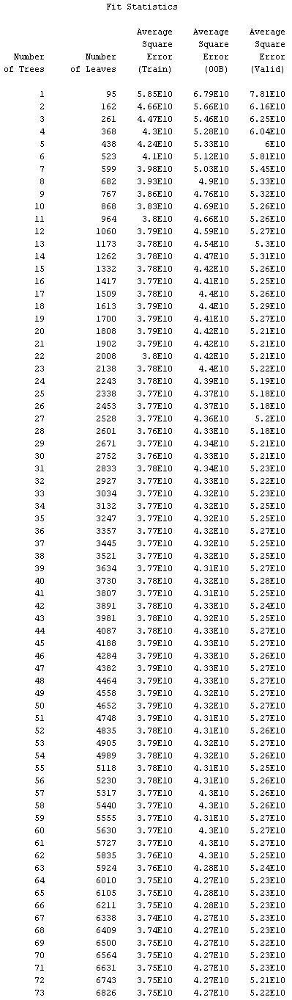 Fit Statistics
Average Average Average
Square Square Square
Number Number Error Error Error
of Trees of Leaves (Train) (OOB) (Valid)
1 95 5.85E10 6.79E10 7.81E10
2 162 4.66E10 5.66E10 6.16E10
3 261 4.47E10 5.46E10 6.25E10
4 368 4.3E10 5.28E10 6.04E10
5 438 4.24E10 5.33E10 6E10
6 523 4.1E10 5.12E10 5.81E10
7 599 3.98E10 5.03E10 5.45E10
8 682 3.93E10 4.9E10 5.33E10
9 767 3.86E10 4.76E10 5.32E10
10 868 3.83E10 4.69E10 5.26E10
11 964 3.8E10 4.66E10 5.26E10
12 1060 3.79E10 4.59E10 5.27E10
13 1173 3.78E10 4.54E10 5.3E10
14 1262 3.78E10 4.47E10 5.31E10
15 1332 3.78E10 4.42E10 5.26E10
16 1417 3.77E10 4.41E10 5.25E10
17 1509 3.78E10 4.4E10 5.26E10
18 1613 3.79E10 4.4E10 5.29E10
19 1700 3.79E10 4.41E10 5.27E10
20 1808 3.79E10 4.42E10 5.21E10
21 1902 3.79E10 4.42E10 5.21E10
22 2008 3.8E10 4.42E10 5.21E10
23 2138 3.78E10 4.4E10 5.22E10
24 2243 3.78E10 4.39E10 5.19E10
25 2338 3.77E10 4.37E10 5.18E10
26 2453 3.77E10 4.37E10 5.18E10
27 2528 3.77E10 4.36E10 5.2E10
28 2601 3.76E10 4.33E10 5.18E10
29 2671 3.77E10 4.34E10 5.21E10
30 2752 3.76E10 4.33E10 5.21E10
31 2833 3.78E10 4.34E10 5.23E10
32 2927 3.77E10 4.33E10 5.22E10
33 3034 3.77E10 4.32E10 5.23E10
34 3132 3.77E10 4.32E10 5.25E10
35 3247 3.77E10 4.32E10 5.25E10
36 3357 3.77E10 4.32E10 5.27E10
37 3445 3.77E10 4.32E10 5.25E10
38 3521 3.77E10 4.32E10 5.25E10
39 3634 3.77E10 4.31E10 5.27E10
40 3730 3.78E10 4.32E10 5.28E10
41 3807 3.78E10 4.31E10 5.25E10
42 3891 3.78E10 4.33E10 5.24E10
43 3981 3.78E10 4.32E10 5.25E10
44 4087 3.78E10 4.33E10 5.27E10
45 4188 3.79E10 4.33E10 5.27E10
46 4284 3.79E10 4.33E10 5.26E10
47 4382 3.79E10 4.33E10 5.27E10
48 4464 3.79E10 4.33E10 5.27E10
49 4558 3.79E10 4.32E10 5.27E10
50 4652 3.79E10 4.32E10 5.27E10
51 4748 3.79E10 4.31E10 5.27E10
52 4835 3.78E10 4.31E10 5.26E10
53 4905 3.79E10 4.32E10 5.27E10
54 4989 3.78E10 4.32E10 5.26E10
55 5118 3.78E10 4.31E10 5.25E10
56 5230 3.78E10 4.31E10 5.26E10
57 5317 3.77E10 4.3E10 5.26E10
58 5440 3.77E10 4.3E10 5.26E10
59 5555 3.77E10 4.31E10 5.27E10
60 5630 3.77E10 4.3E10 5.27E10
61 5727 3.77E10 4.3E10 5.27E10
62 5835 3.76E10 4.3E10 5.25E10
63 5924 3.76E10 4.28E10 5.24E10
64 6010 3.75E10 4.27E10 5.23E10
65 6105 3.75E10 4.28E10 5.23E10
66 6211 3.75E10 4.28E10 5.23E10
67 6338 3.74E10 4.27E10 5.23E10
68 6409 3.74E10 4.27E10 5.23E10
69 6500 3.75E10 4.27E10 5.22E10
70 6564 3.75E10 4.27E10 5.23E10
71 6631 3.75E10 4.27E10 5.23E10
72 6743 3.75E10 4.27E10 5.21E10
73 6826 3.75E10 4.27E10 5.22E10